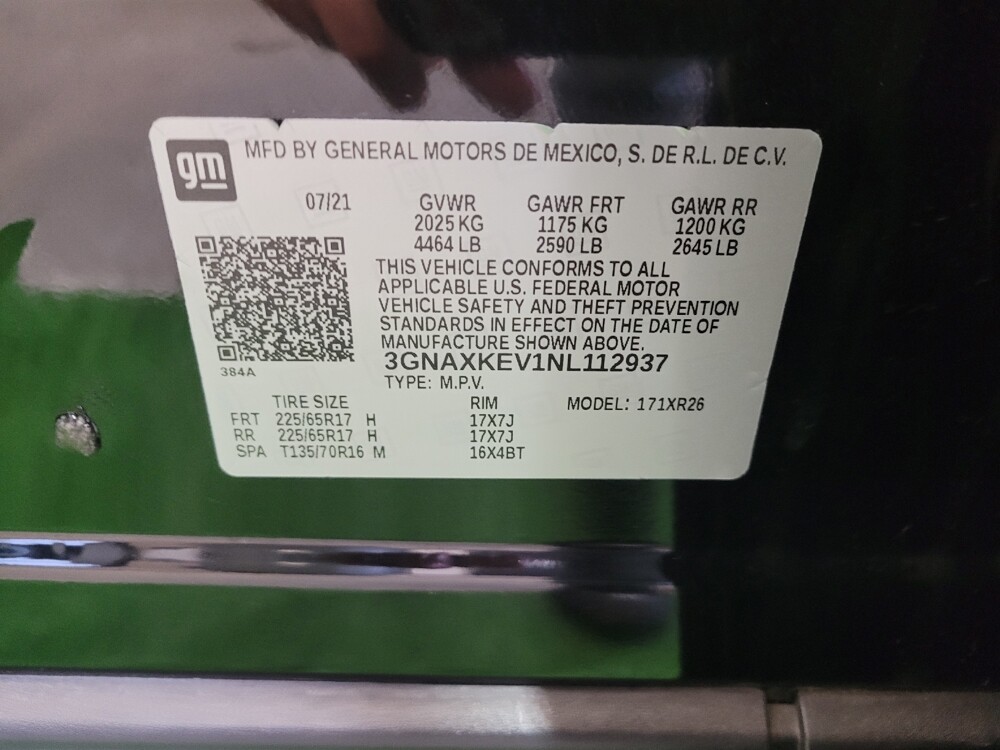 gm
MFD BY GENERAL MOTORS DE MEXICO, S. DE R.L. DE C.V.
07/21 GVWR GAWR FRT GAWR RR
2025 KG 1175 KG 1200 KG
4464 LB 2590 LB 2645 LB
THIS VEHICLE CONFORMS TO ALL
APPLICABLE U.S. FEDERAL MOTOR
VEHICLE SAFETY AND THEFT PREVENTION
STANDARDS IN EFFECT ON THE DATE OF
MANUFACTURE SHOWN ABOVE.
3GNAXKEV1NL112937
384A
TYPE: M.P.V.
TIRE SIZE RIM MODEL: 171XR26
FRT 225/65R17 H 17X7J
RR 225/65R17 H 17X7J
SPA T135/70R16 M 16X4BT